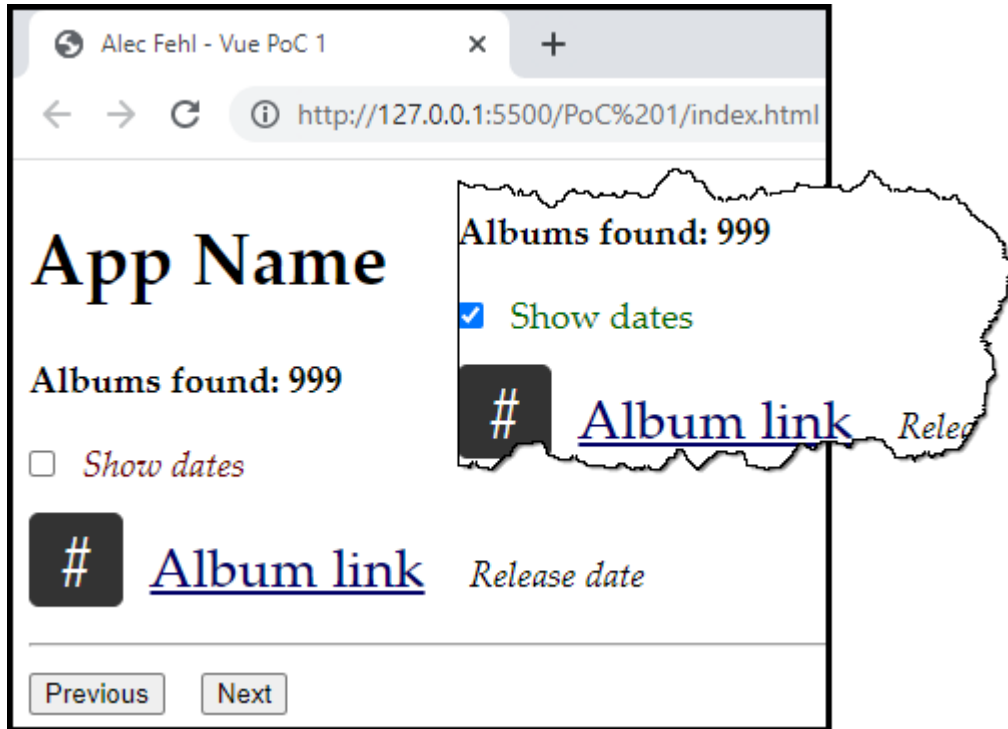 Alec Fehl - Vue PoC 1
http://127.0.0.1:5500/PoC%201/index.html
App Name
Albums found: 999
Show dates
# Album link Release date
Previous Next
Albums found: 999
Show dates
# Album link